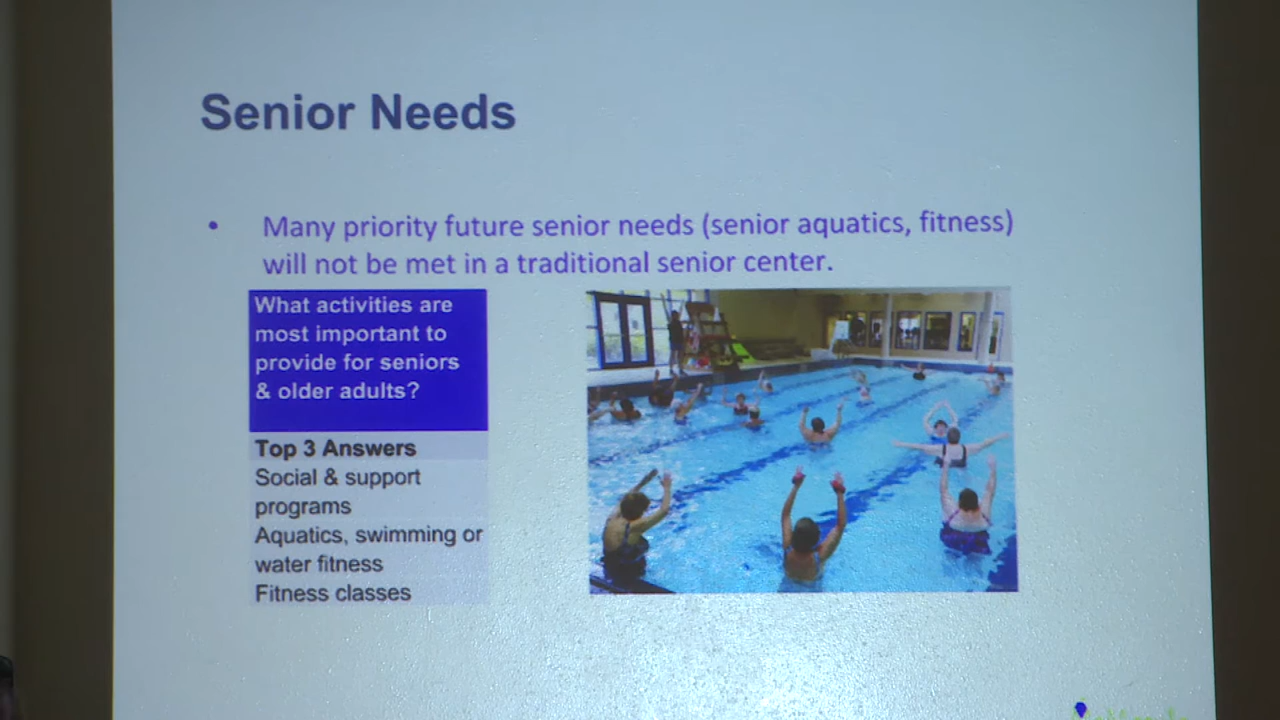 Senior Needs
• Many priority future senior needs (senior aquatics, fitness)
will not be met in a traditional senior center.
What activities are
most important to
provide for seniors
& older adults?
Top 3 Answers
Social & support
programs
Aquatics, swimming or
water fitness
Fitness classes